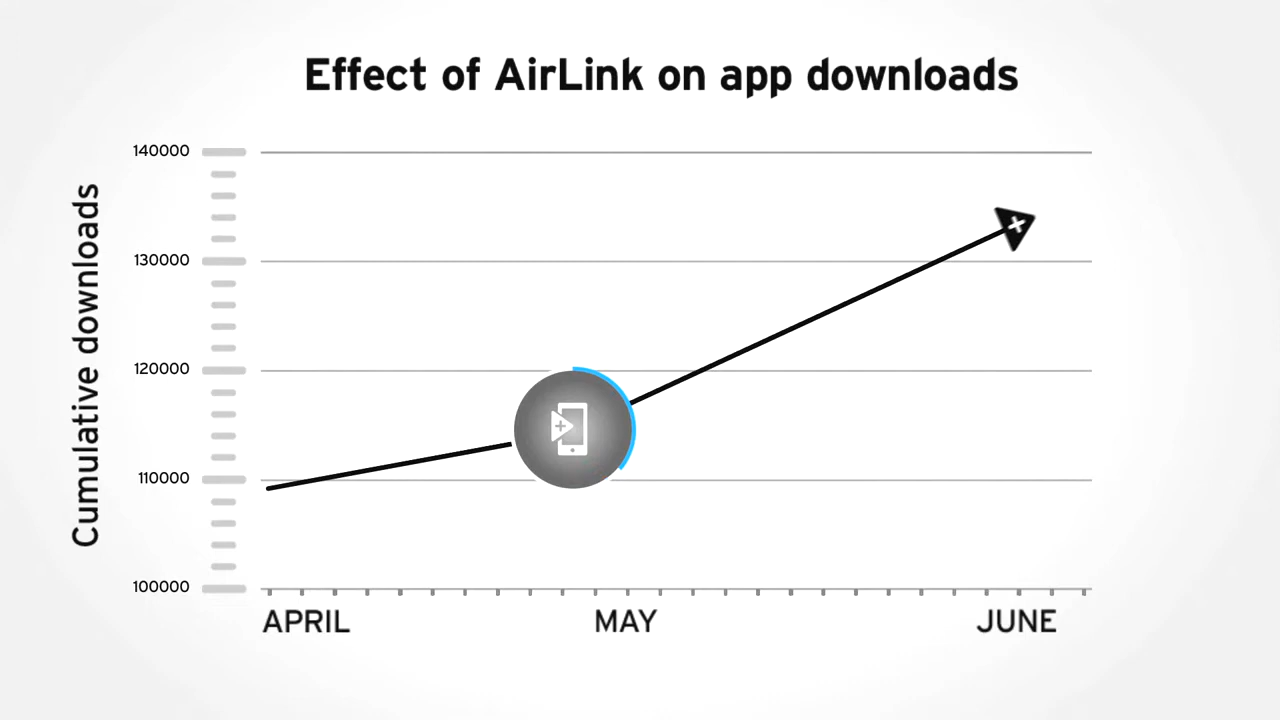 Effect of AirLink on app downloads
Cumulative downloads
140000
130000
120000
110000
100000
APRIL
MAY
JUNE